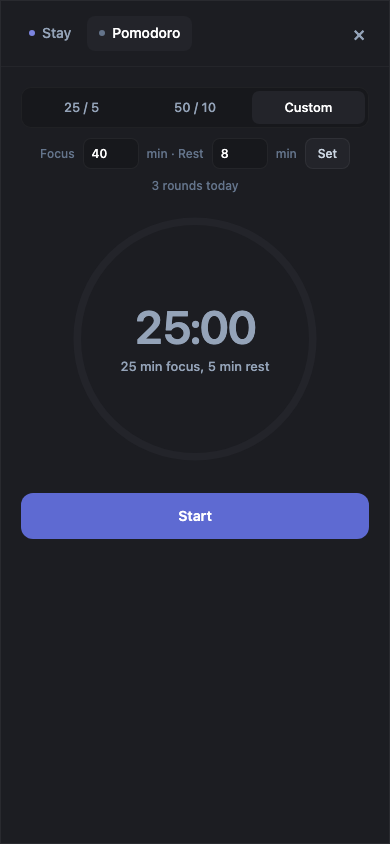 Stay Pomodoro ×
25 / 5 50 / 10 Custom
Focus 40 min · Rest 8 min Set
3 rounds today
25:00
25 min focus, 5 min rest
Start